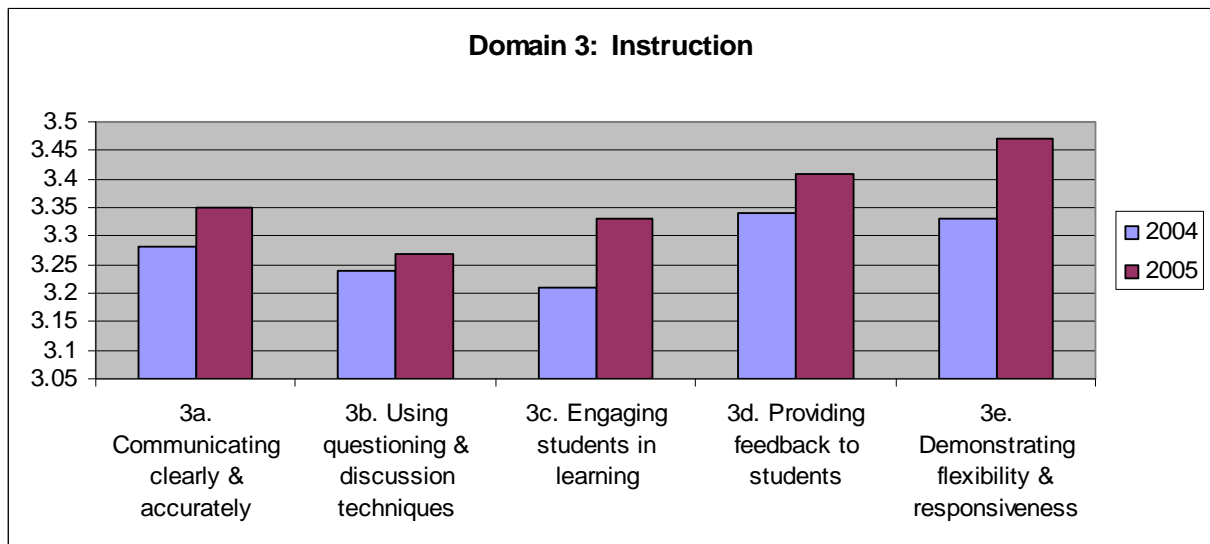 Domain 3:  Instruction
3.5
3.45
3.4
3.35
3.3
3.25
3.2
3.15
3.1
3.05
3a.
Communicating
clearly &
accurately
3b. Using
questioning &
discussion
techniques
3c. Engaging
students in
learning
3d. Providing
feedback to
students
3e.
Demonstrating
flexibility &
responsiveness
2004
2005